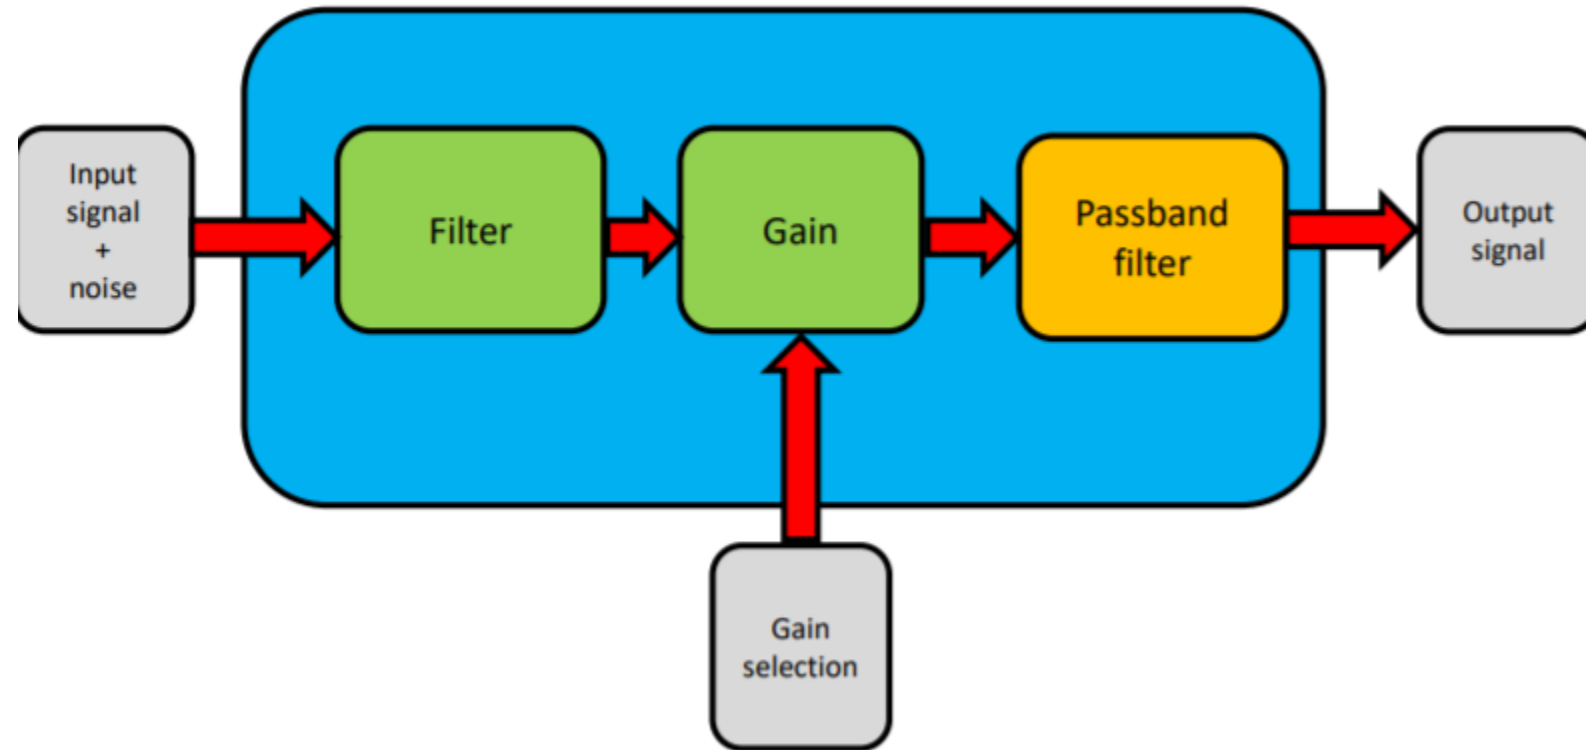 Input
signal
+
noise
Filter
Gain
Passband
filter
Output
signal
Gain
selection